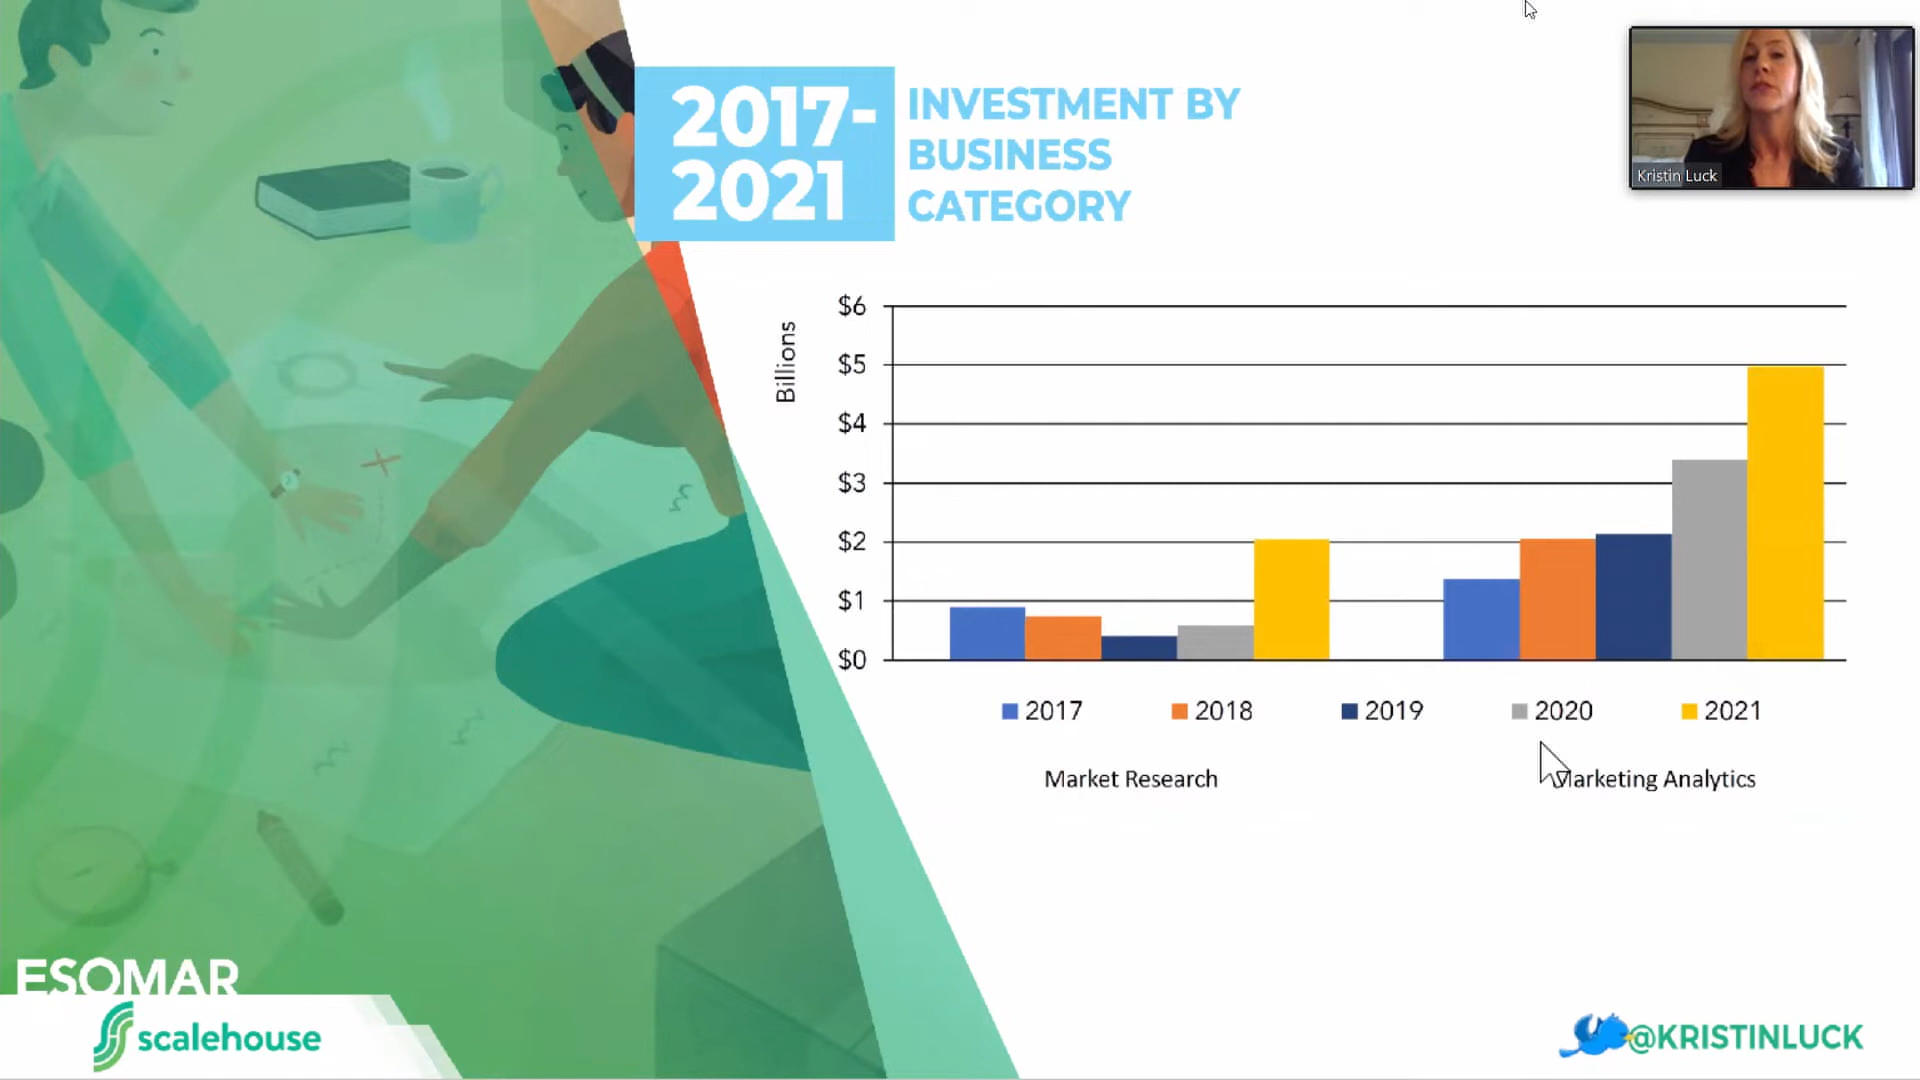 2017-
2021
INVESTMENT BY
BUSINESS
CATEGORY
Kristin Luck
Billions
$6
$5
$4
$3
$2
$1
$0
2017
2018
2019
2020
2021
Market Research
Marketing Analytics
ESOMAR
scalehouse
@KRISTINLUCK